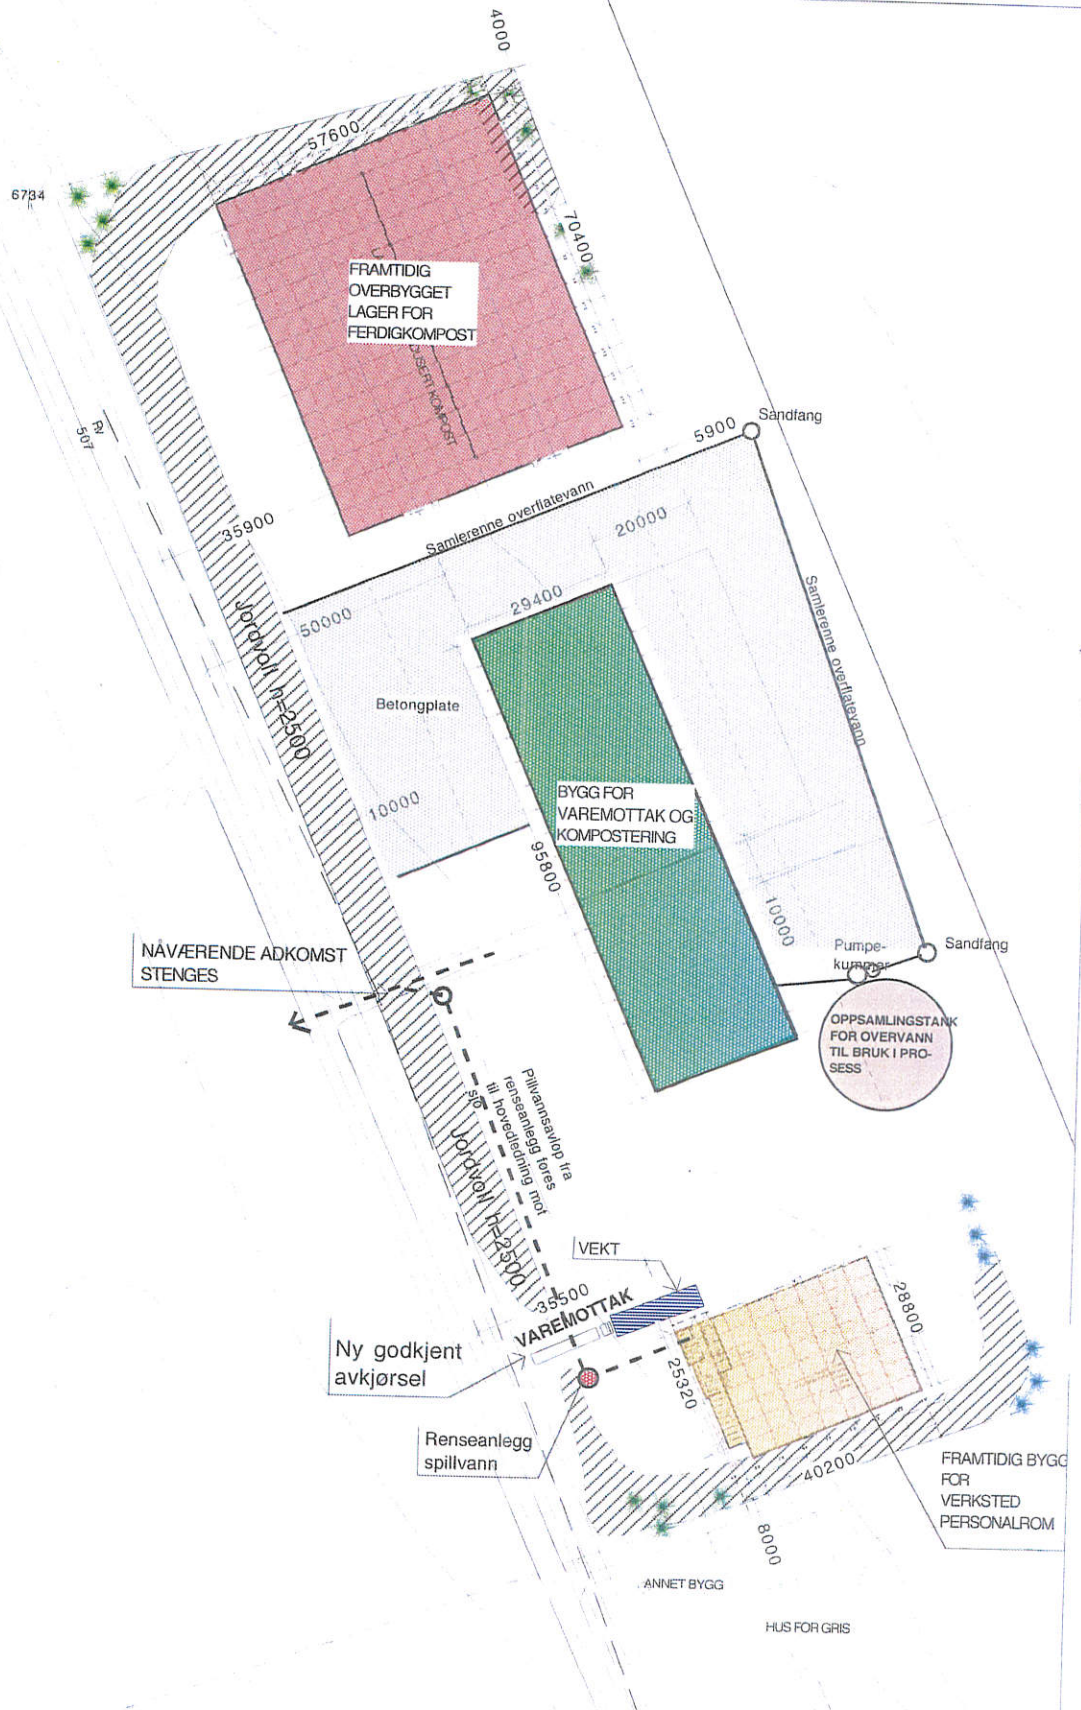 4000
57600
6734
70400
FRAMTIDIG
OVERBYGGET
LAGER FOR
FERDIGKOMPOST
KOMPOST
Rv
507
5900
Sandfang
35900
Samlerenne overflatevann
20000
50000
29400
Jordvoll h=2500
Samlerenne overflatevann
Betongplate
10000
BYGG FOR
VAREMOTTAK OG
KOMPOSTERING
95800
10000
NÅVÆRENDE ADKOMST
STENGES
Pumpe-
kummer
Sandfang
OPPSAMLINGSTANK
FOR OVERVANN
TIL BRUK I PRO-
SESS
Pillvannsavløp fra
renseanlegg føres
til hovedledning mot
sjø
Jordvoll h=2500
VEKT
35500
VAREMOTTAK
28800
Ny godkjent
avkjørsel
25320
Renseanlegg
spillvann
40200
FRAMTIDIG BYGG
FOR
VERKSTED
PERSONALROM
8000
ANNET BYGG
HUS FOR GRIS